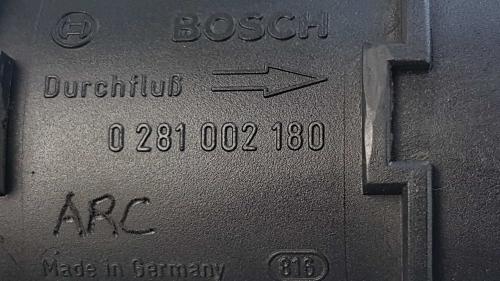 BOSCH
Durchfluß
0 281 002 180
ARC
Made in Germany 816